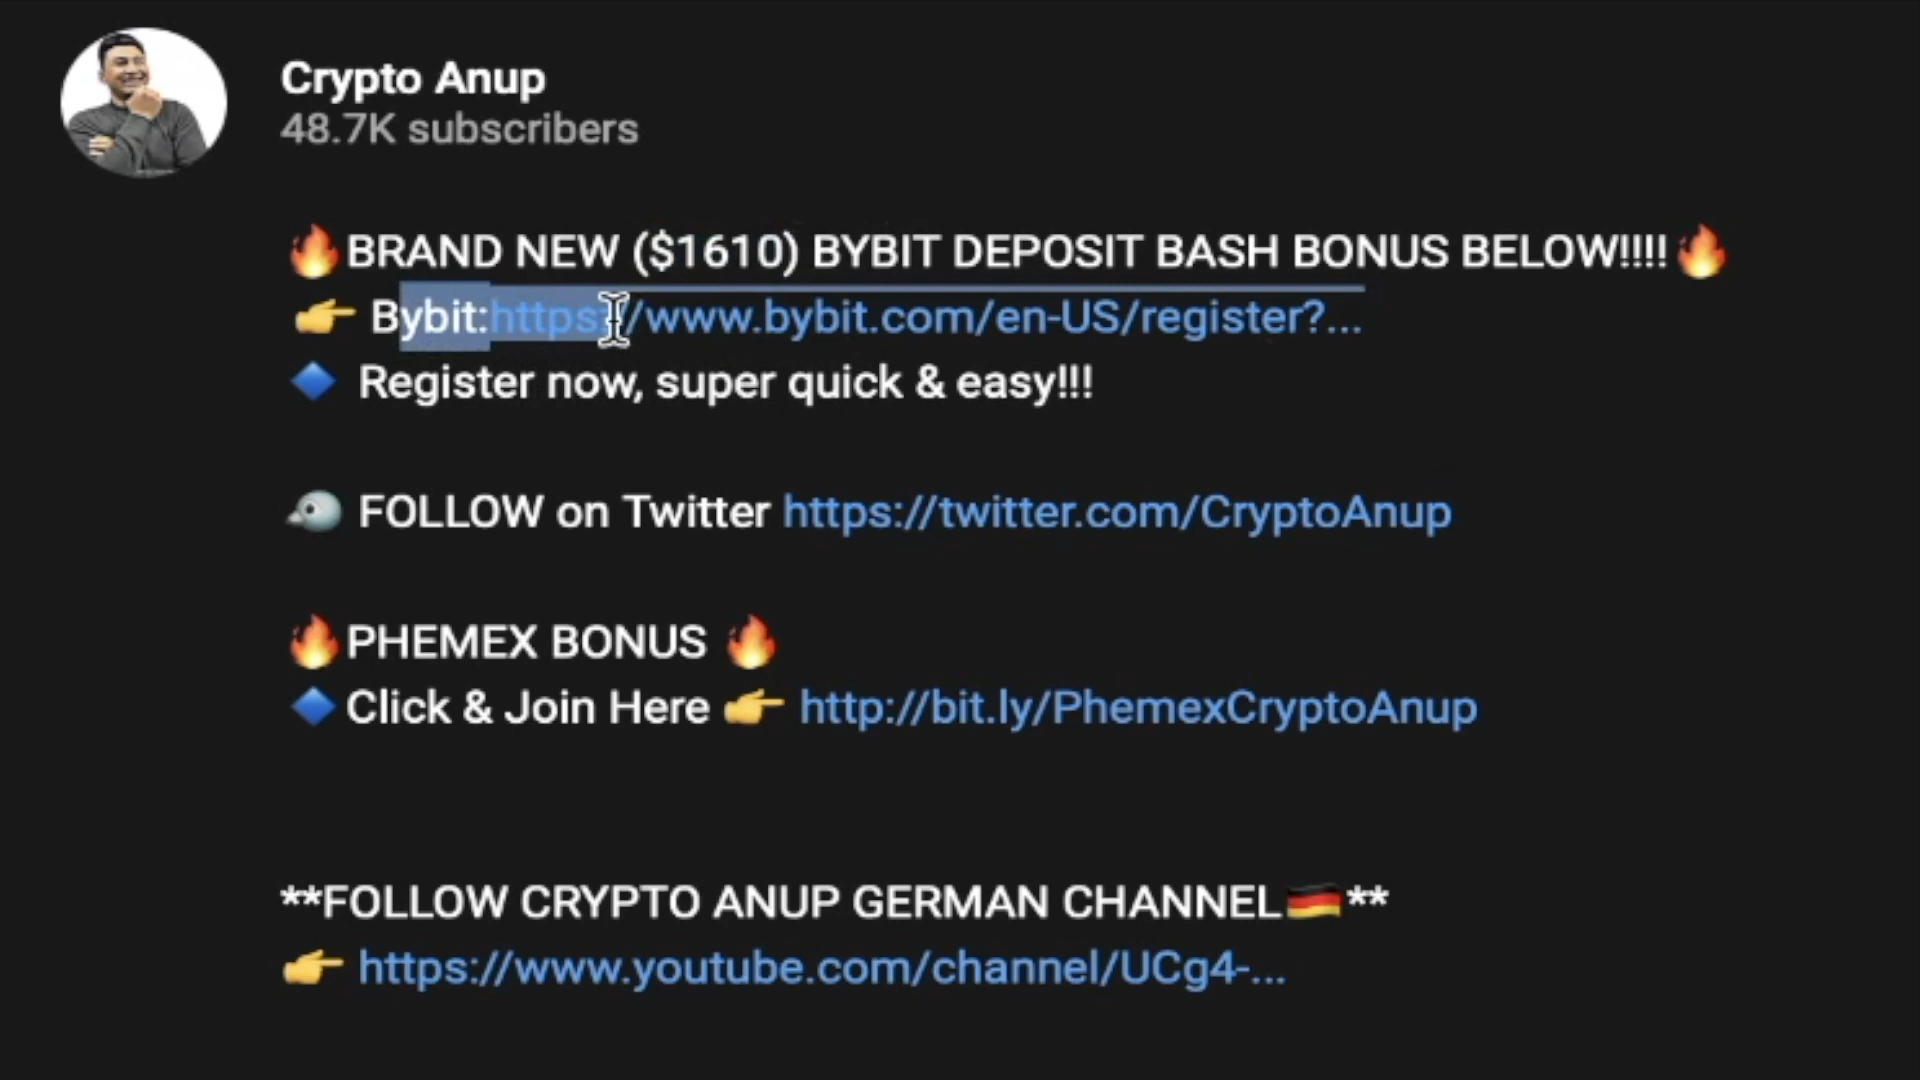 Crypto Anup
48.7K subscribers
🔥BRAND NEW ($1610) BYBIT DEPOSIT BASH BONUS BELOW!!!!🔥
👉 Bybit:https://www.bybit.com/en-US/register?...
🔷 Register now, super quick & easy!!!
🐦 FOLLOW on Twitter https://twitter.com/CryptoAnup
🔥PHEMEX BONUS 🔥
🔷Click & Join Here 👉 http://bit.ly/PhemexCryptoAnup
**FOLLOW CRYPTO ANUP GERMAN CHANNEL🇩🇪**
👉 https://www.youtube.com/channel/UCg4-...